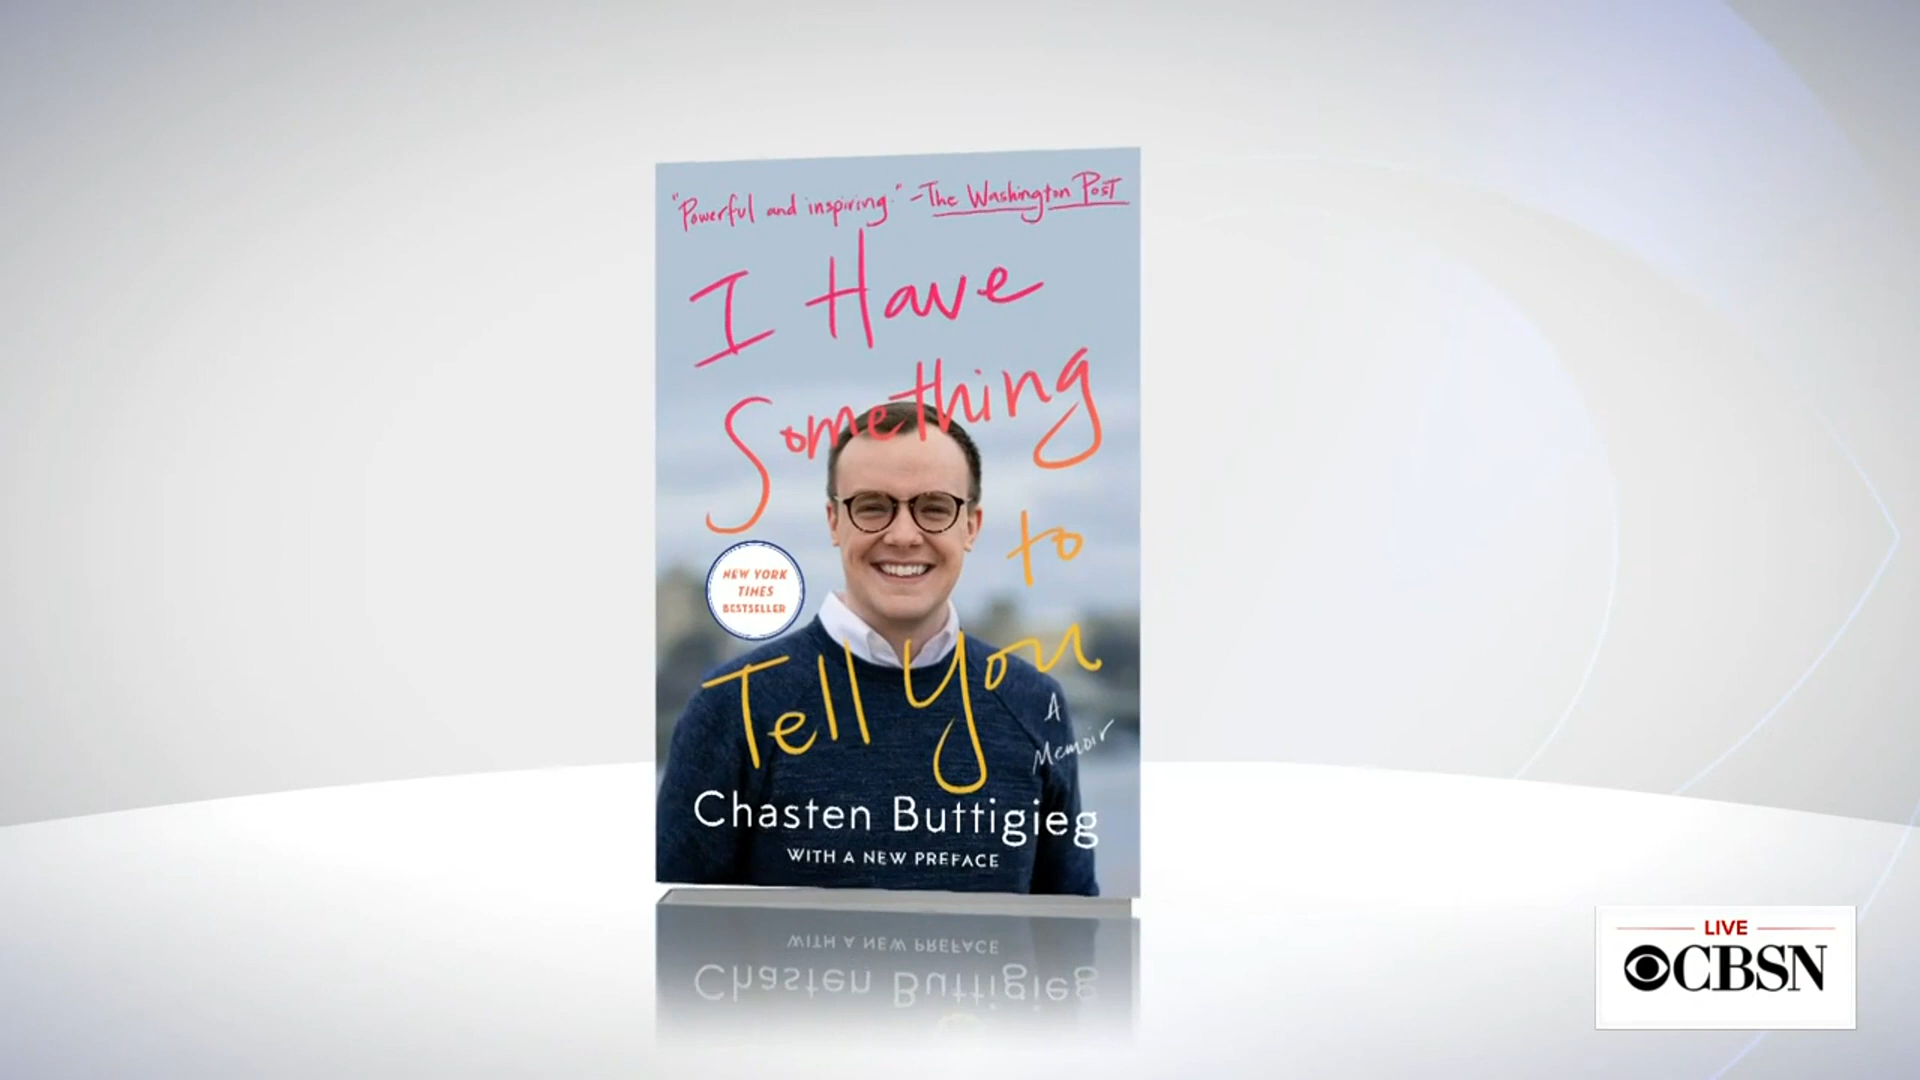 "Powerful and inspiring." -The Washington Post
I Have
Something
to
Tell You
A
Memoir
NEW YORK
TIMES
BESTSELLER
Chasten Buttigieg
WITH A NEW PREFACE
WITH A NEW PREFACE
Chasten Buttigieg
LIVE
CBSN